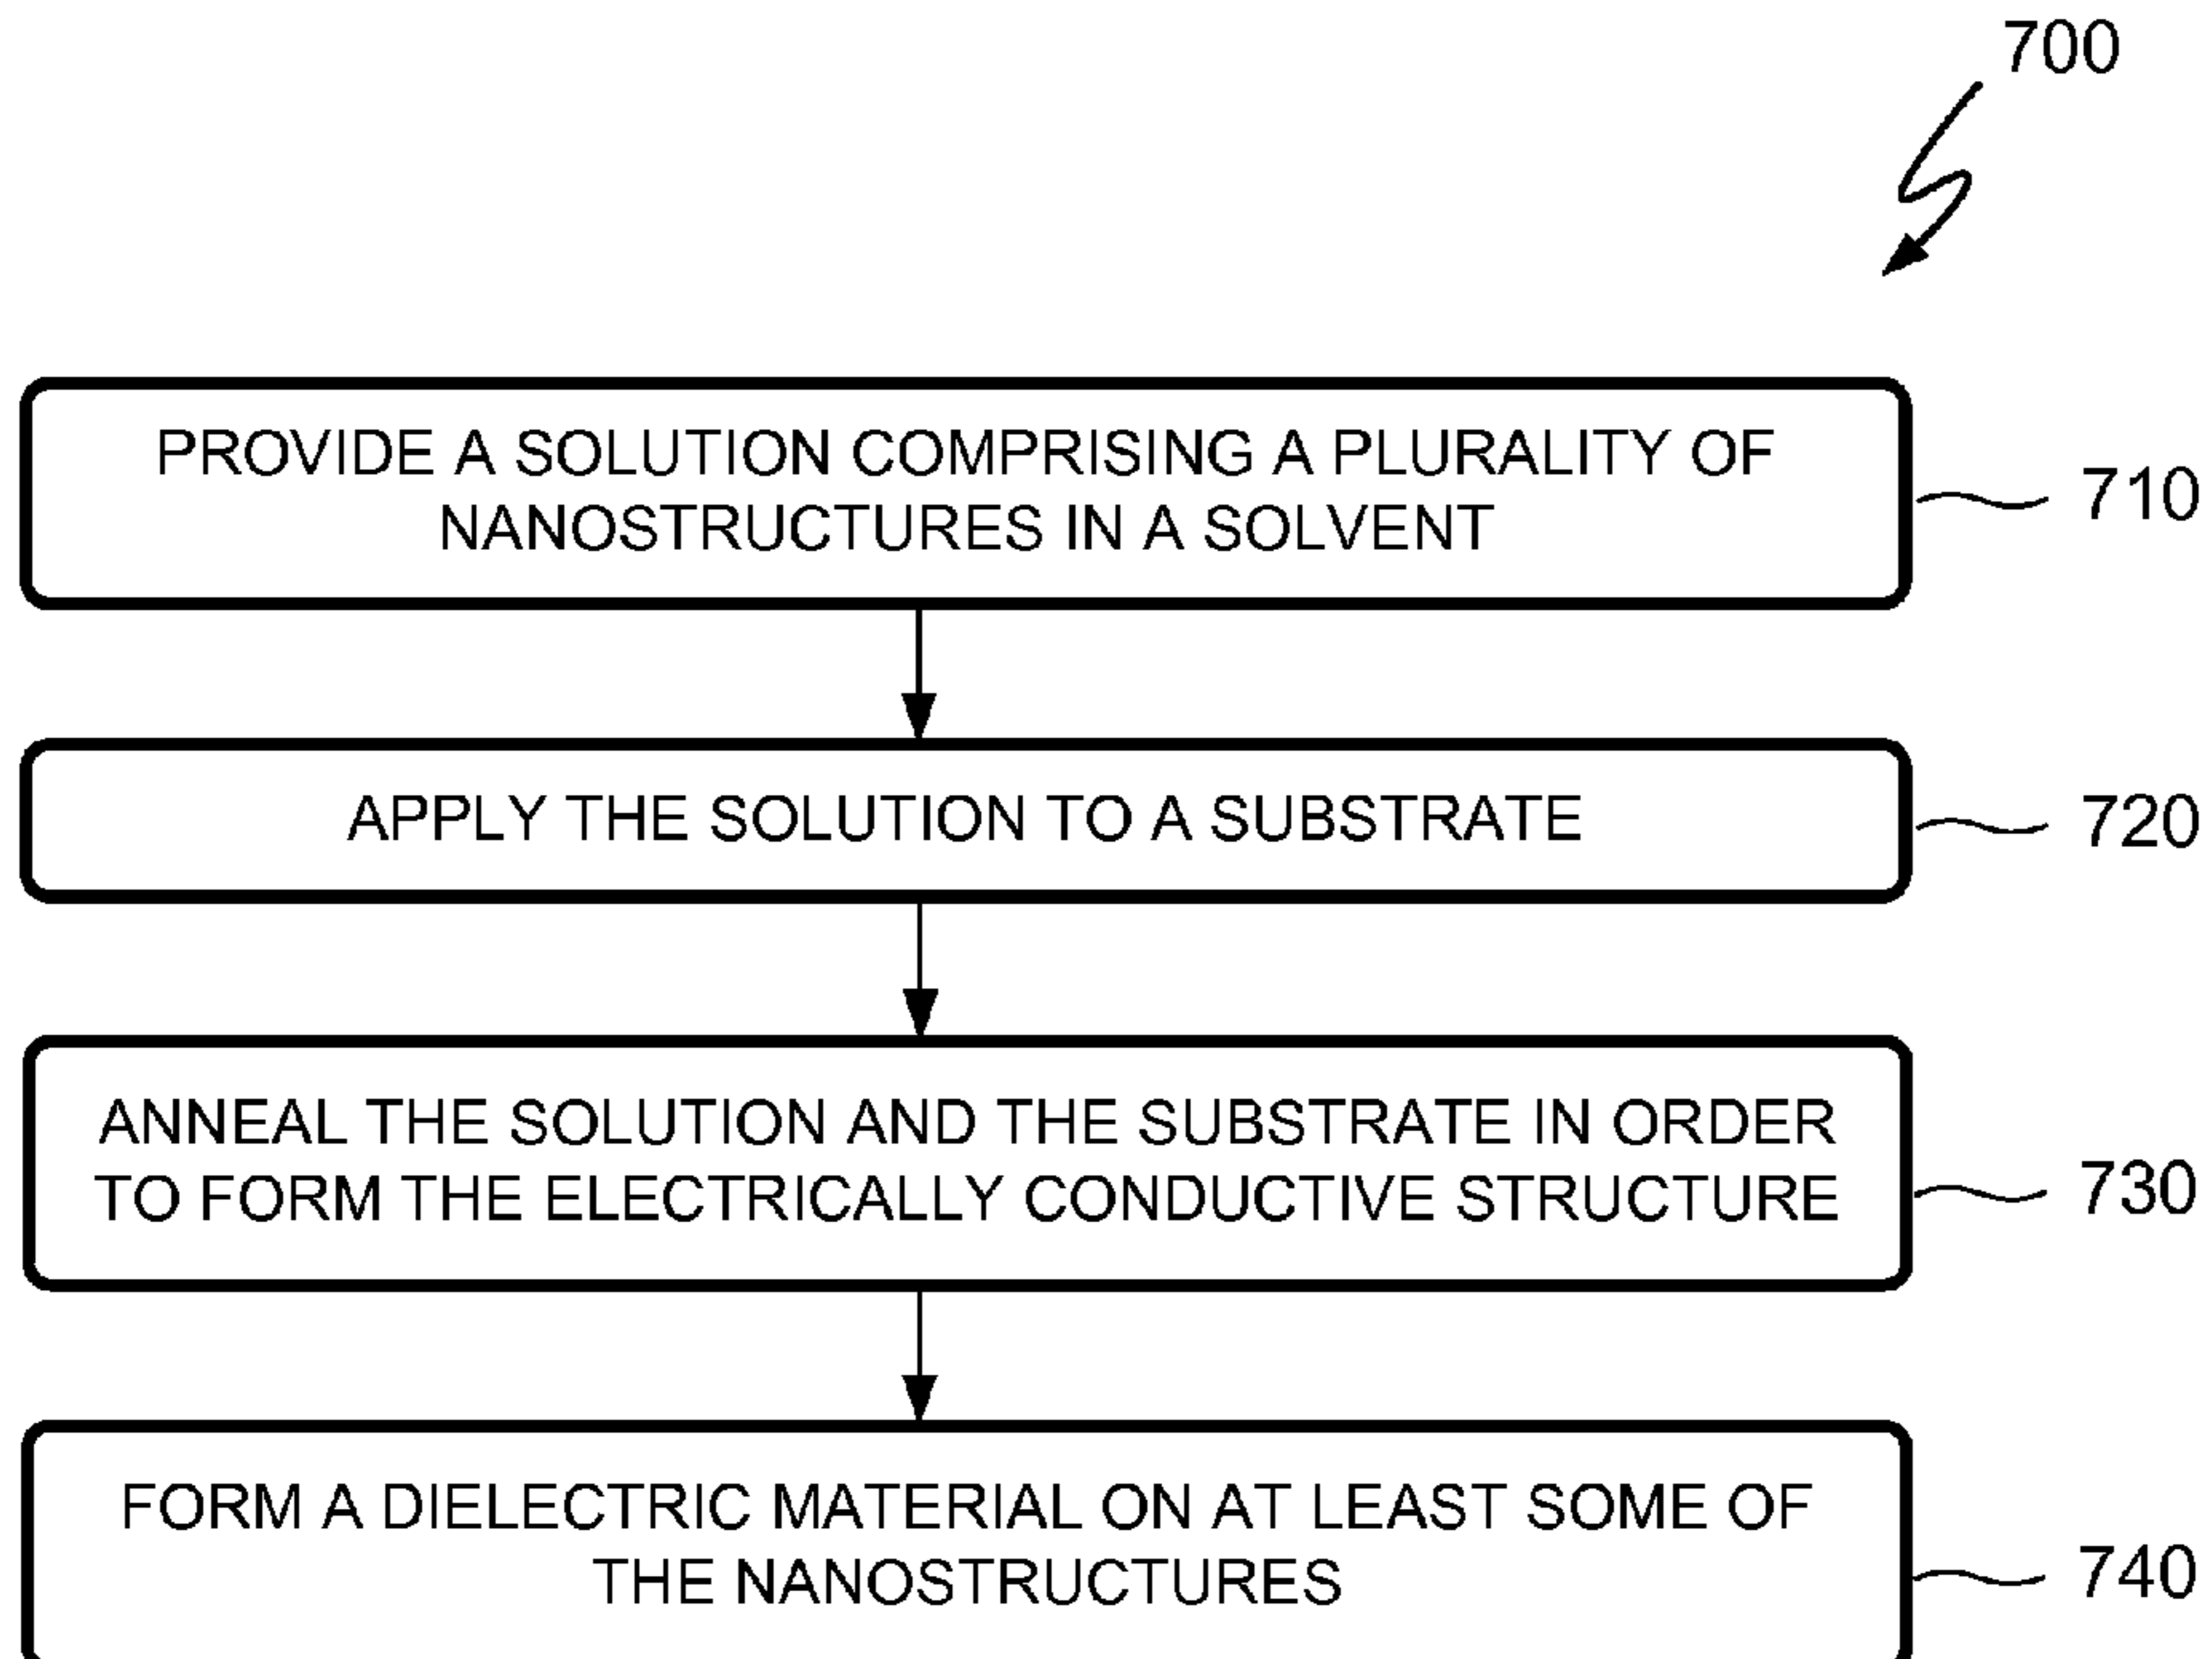 700
PROVIDE A SOLUTION COMPRISING A PLURALITY OF
NANOSTRUCTURES IN A SOLVENT
710
APPLY THE SOLUTION TO A SUBSTRATE
720
ANNEAL THE SOLUTION AND THE SUBSTRATE IN ORDER
TO FORM THE ELECTRICALLY CONDUCTIVE STRUCTURE
730
FORM A DIELECTRIC MATERIAL ON AT LEAST SOME OF
THE NANOSTRUCTURES
740